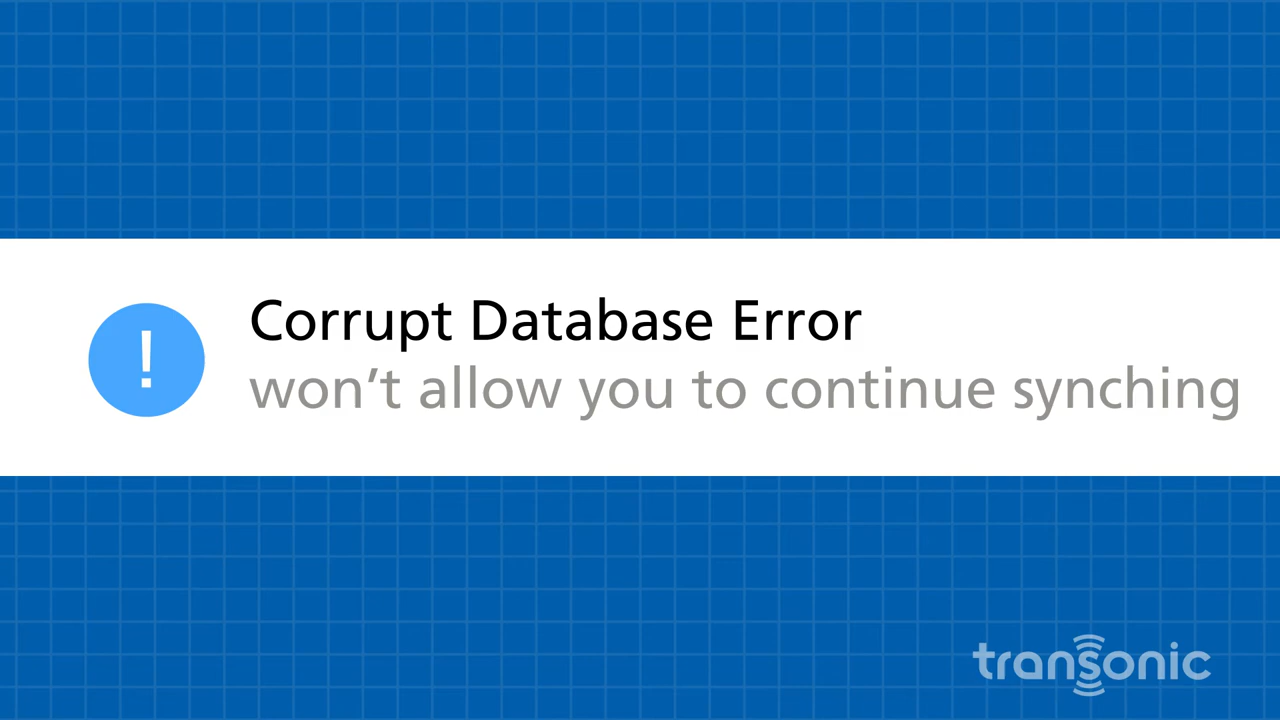 !
Corrupt Database Error
won’t allow you to continue synching
transonic